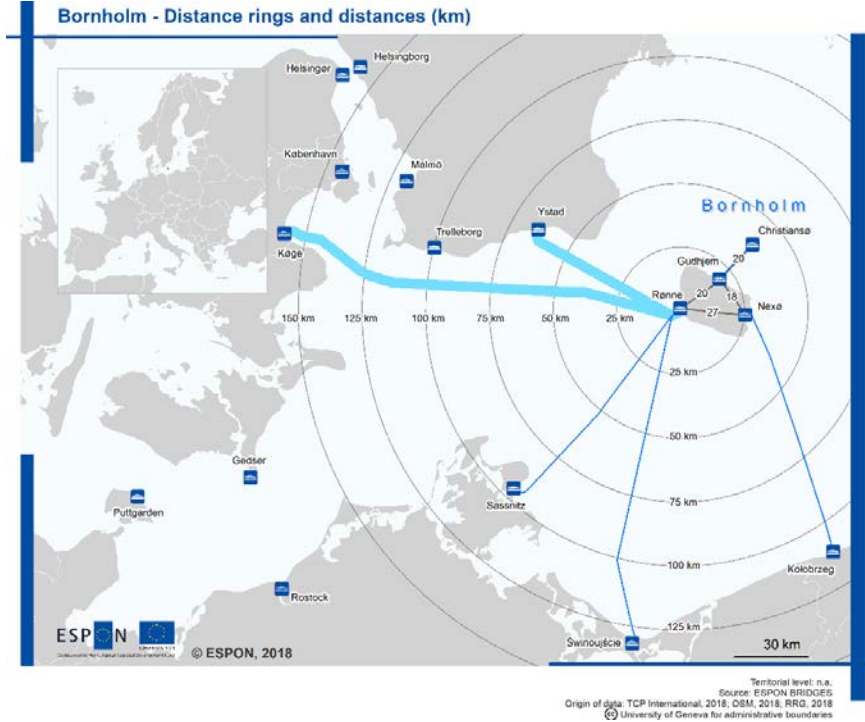 Bornholm - Distance rings and distances (km)
Helsingør
Helsingborg
København
Malmö
Køge
Trelleborg
Ystad
Bornholm
Christiansø
Gudhjem
20
Rønne
20
18
Nexø
27
150 km
125 km
100 km
75 km
50 km
25 km
25 km
50 km
75 km
100 km
125 km
Gedser
Puttgarden
Sassnitz
Rostock
Kołobrzeg
Świnoujście
30 km
ESPON
© ESPON, 2018
Territorial level: n.a.
Source: ESPON BRIDGES
Origin of data: TCP International, 2018; OSM, 2018; RRG, 2018
University of Geneva for administrative boundaries